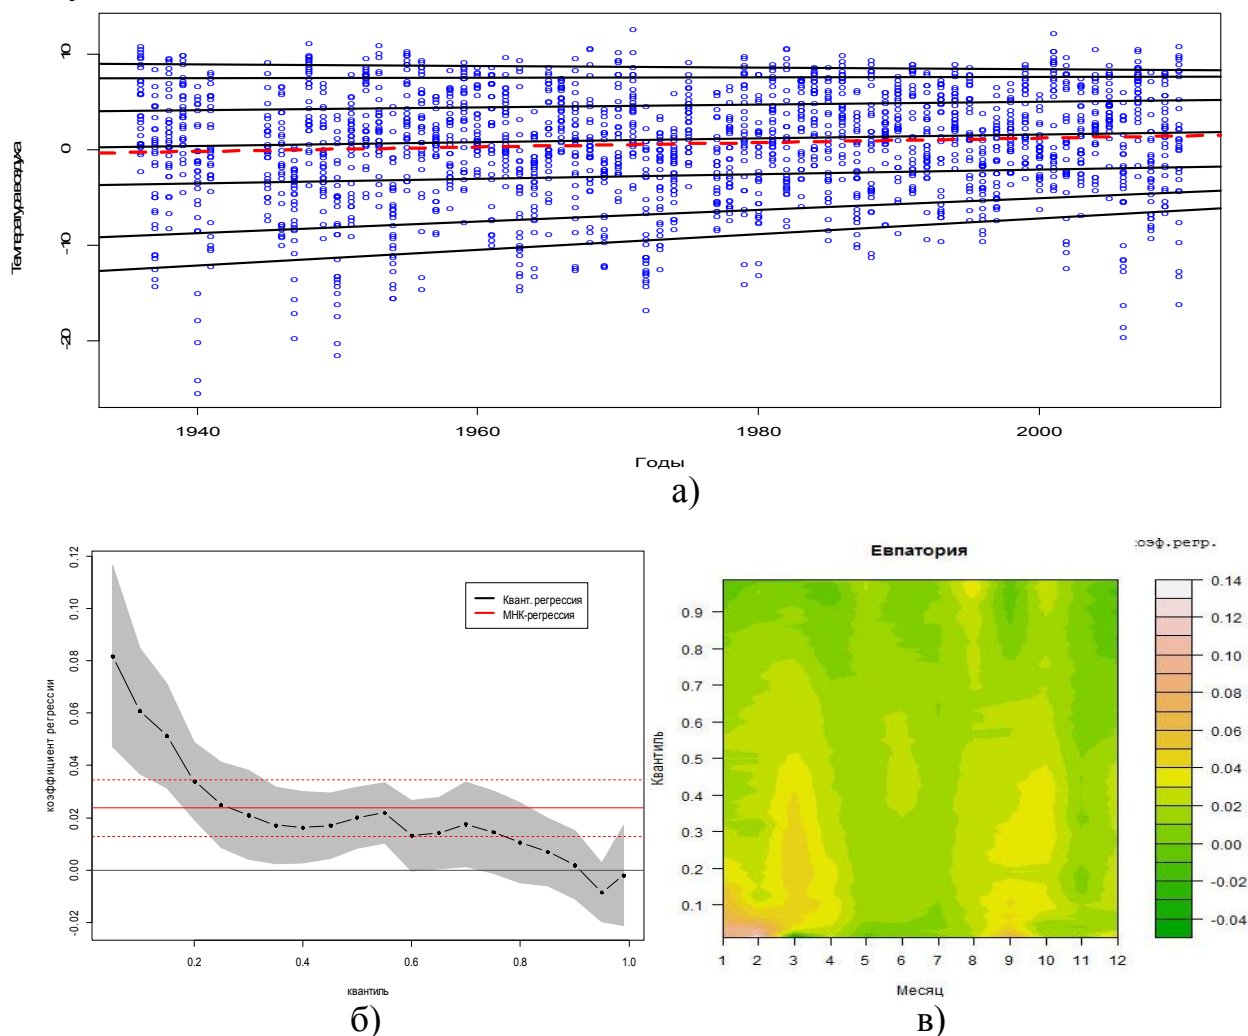 10
0
-10
-20
Температура воздуха
1940
1960
1980
2000
Годы
а)
0.12
0.10
0.08
0.06
0.04
0.02
0.00
-0.02
коэффициент регрессии
Квант. регрессия
МНК-регрессия
0.2
0.4
0.6
0.8
1.0
квантиль
б)
Евпатория
оэф.регр.
0.9
0.8
0.7
0.6
0.5
0.4
0.3
0.2
0.1
Квантиль
1 2 3 4 5 6 7 8 9 10 11 12
Месяц
0.14
0.12
0.10
0.08
0.06
0.04
0.02
0.00
-0.02
-0.04
в)